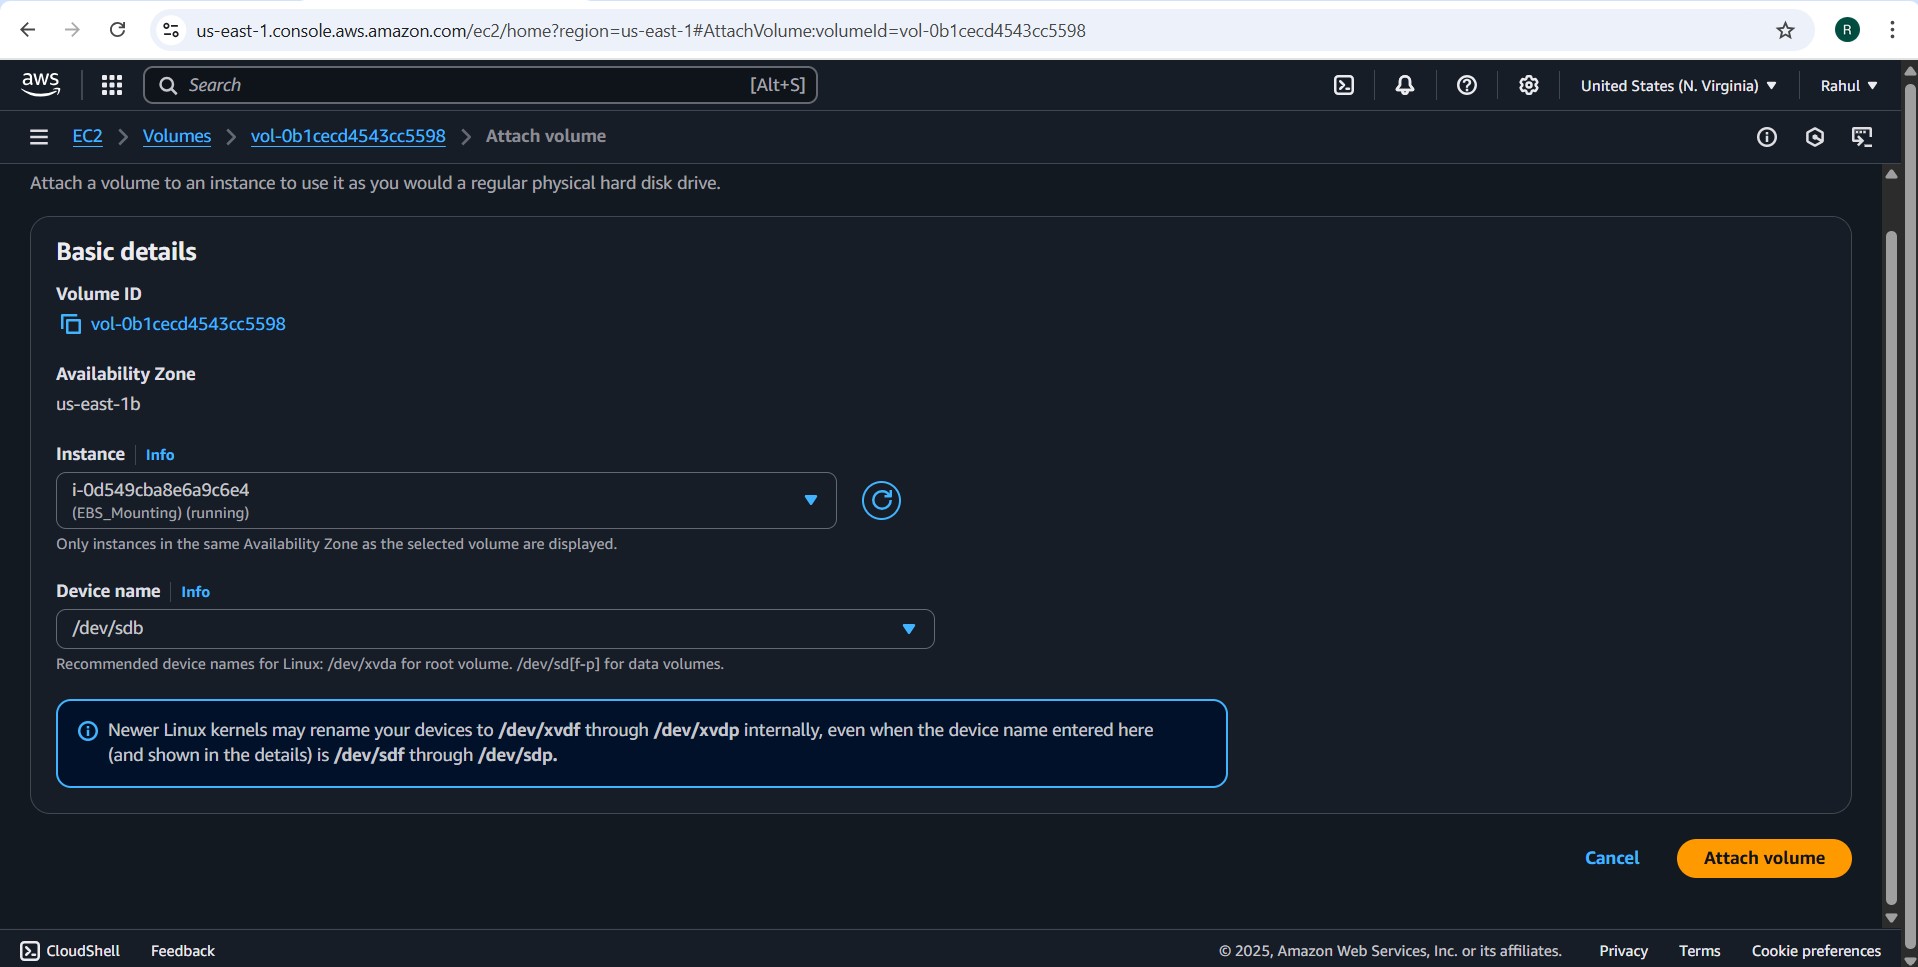 us-east-1.console.aws.amazon.com/ec2/home?region=us-east-1#AttachVolume:volumeId=vol-0b1cecd4543cc5598
R
aws
Search
[Alt+S]
United States (N. Virginia)
Rahul
EC2
Volumes
vol-0b1cecd4543cc5598
Attach volume
Attach a volume to an instance to use it as you would a regular physical hard disk drive.
Basic details
Volume ID
vol-0b1cecd4543cc5598
Availability Zone
us-east-1b
Instance
Info
i-0d549cba8e6a9c6e4
(EBS_Mounting) (running)
Only instances in the same Availability Zone as the selected volume are displayed.
Device name
Info
/dev/sdb
Recommended device names for Linux: /dev/xvda for root volume. /dev/sd[f-p] for data volumes.
Newer Linux kernels may rename your devices to /dev/xvdf through /dev/xvdp internally, even when the device name entered here
(and shown in the details) is /dev/sdf through /dev/sdp.
Cancel
Attach volume
CloudShell
Feedback
© 2025, Amazon Web Services, Inc. or its affiliates.
Privacy
Terms
Cookie preferences